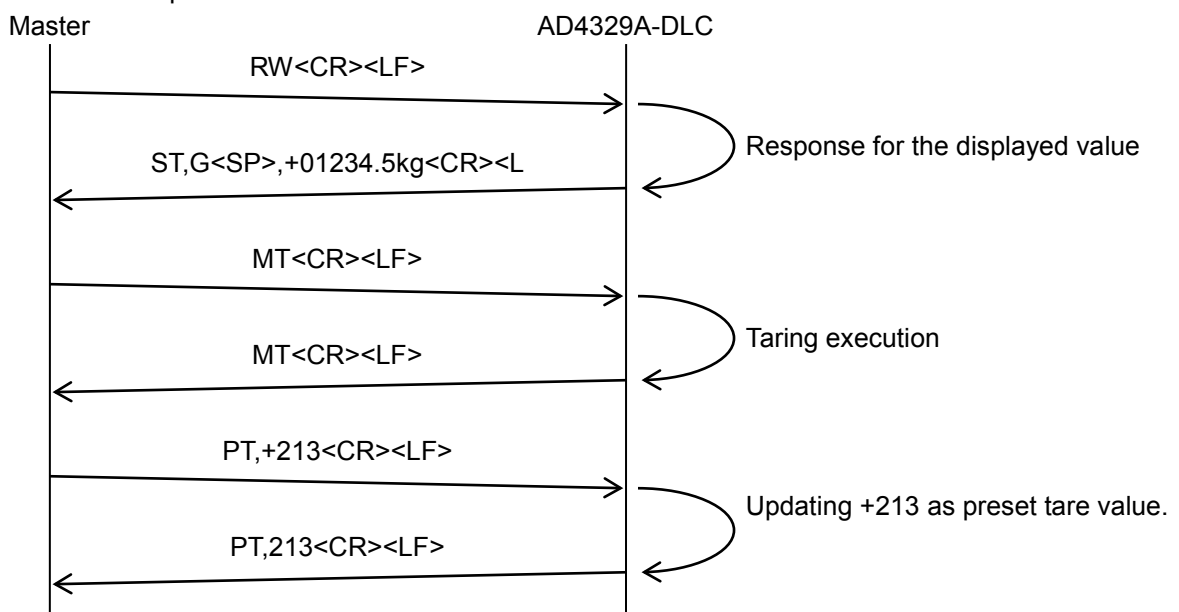 Master
AD4329A-DLC
RW<CR><LF>
Response for the displayed value
ST,G<SP>,+01234.5kg<CR><L
MT<CR><LF>
Taring execution
MT<CR><LF>
PT,+213<CR><LF>
Updating +213 as preset tare value.
PT,213<CR><LF>